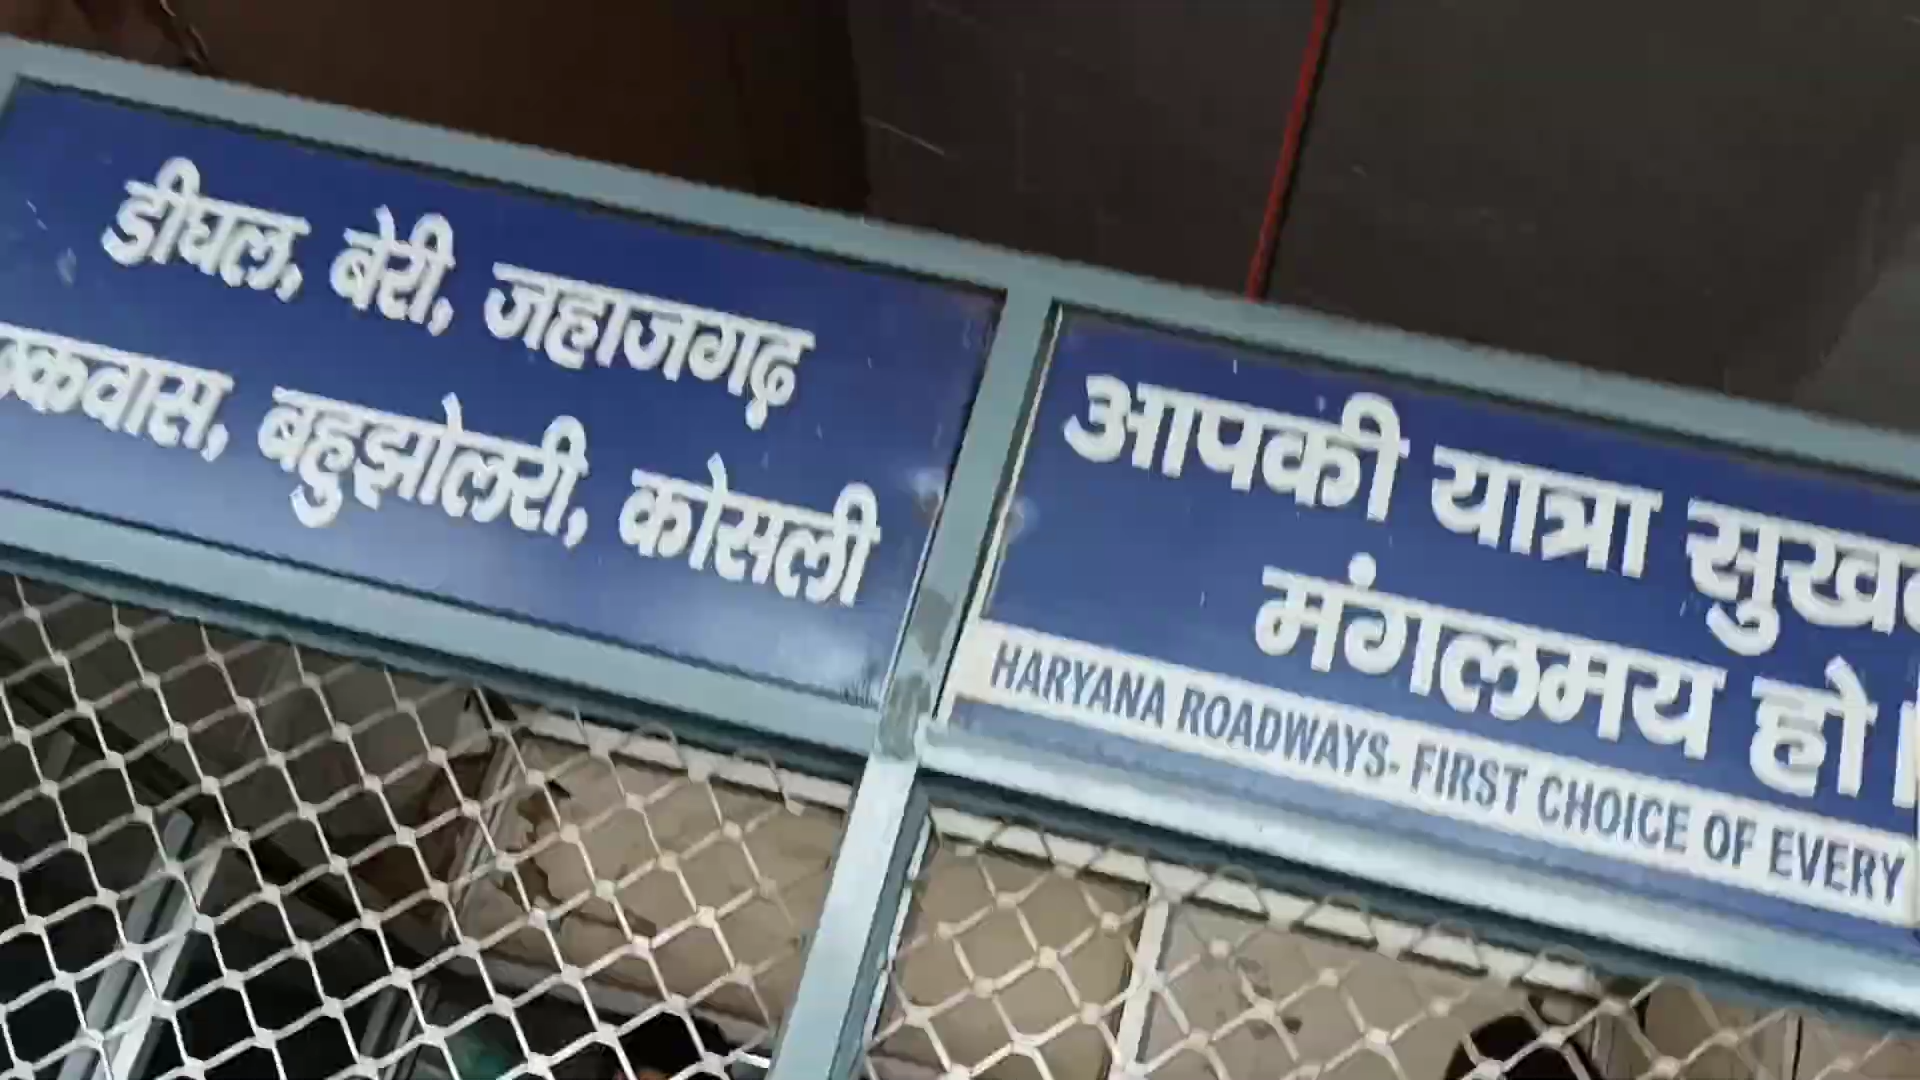 डीघल, बेरी, जहाजगढ़
बहुझोलरी, कोसली
आपकी यात्रा
मंगलमय हो।
HARYANA ROADWAYS- FIRST CHOICE OF EVERY